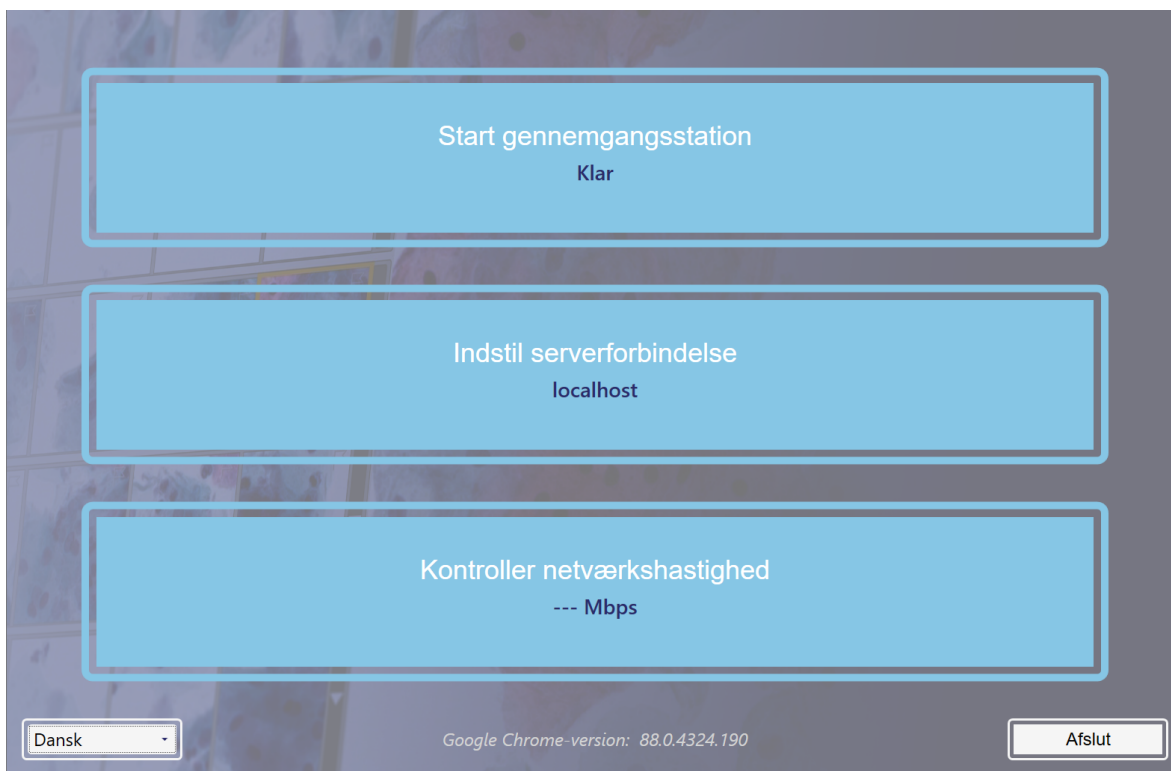 Start gennemgangsstation
Klar
Indstil serverforbindelse
localhost
Kontroller netværkshastighed
--- Mbps
Dansk
Google Chrome-version: 88.0.4324.190
Afslut